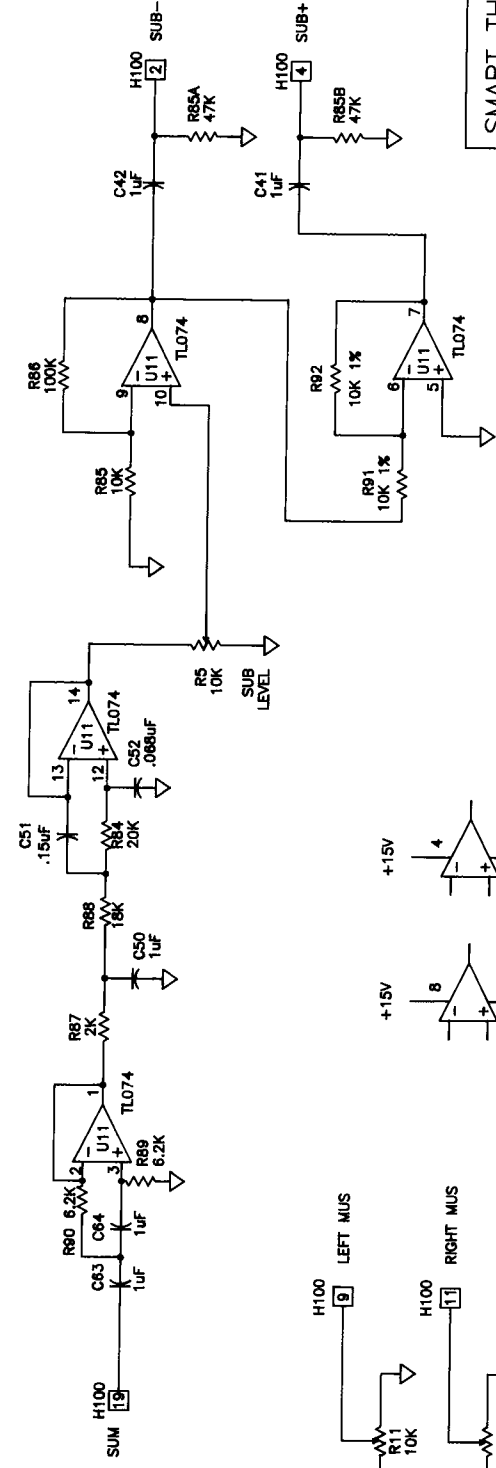 SUB-
H100
2
R85A
47K
C42
1uF
R86
100K
8
9
U11
10
TL074
R85
10K
SUB+
H100
4
R85B
47K
C41
1uF
R92
10K 1%
7
6
U11
5
TL074
R91
10K 1%
R5
10K
SUB
LEVEL
14
13
U11
12
TL074
C51
.15uF
C52
.068uF
R84
20K
R88
18K
C50
1uF
R87
2K
1
2
U11
3
TL074
R90 6.2K
R89
6.2K
C64
1uF
C63
1uF
H100
19
SUM
+15V
4
+15V
8
H100
9
LEFT MUS
H100
11
RIGHT MUS
R11
10K
SMART TH